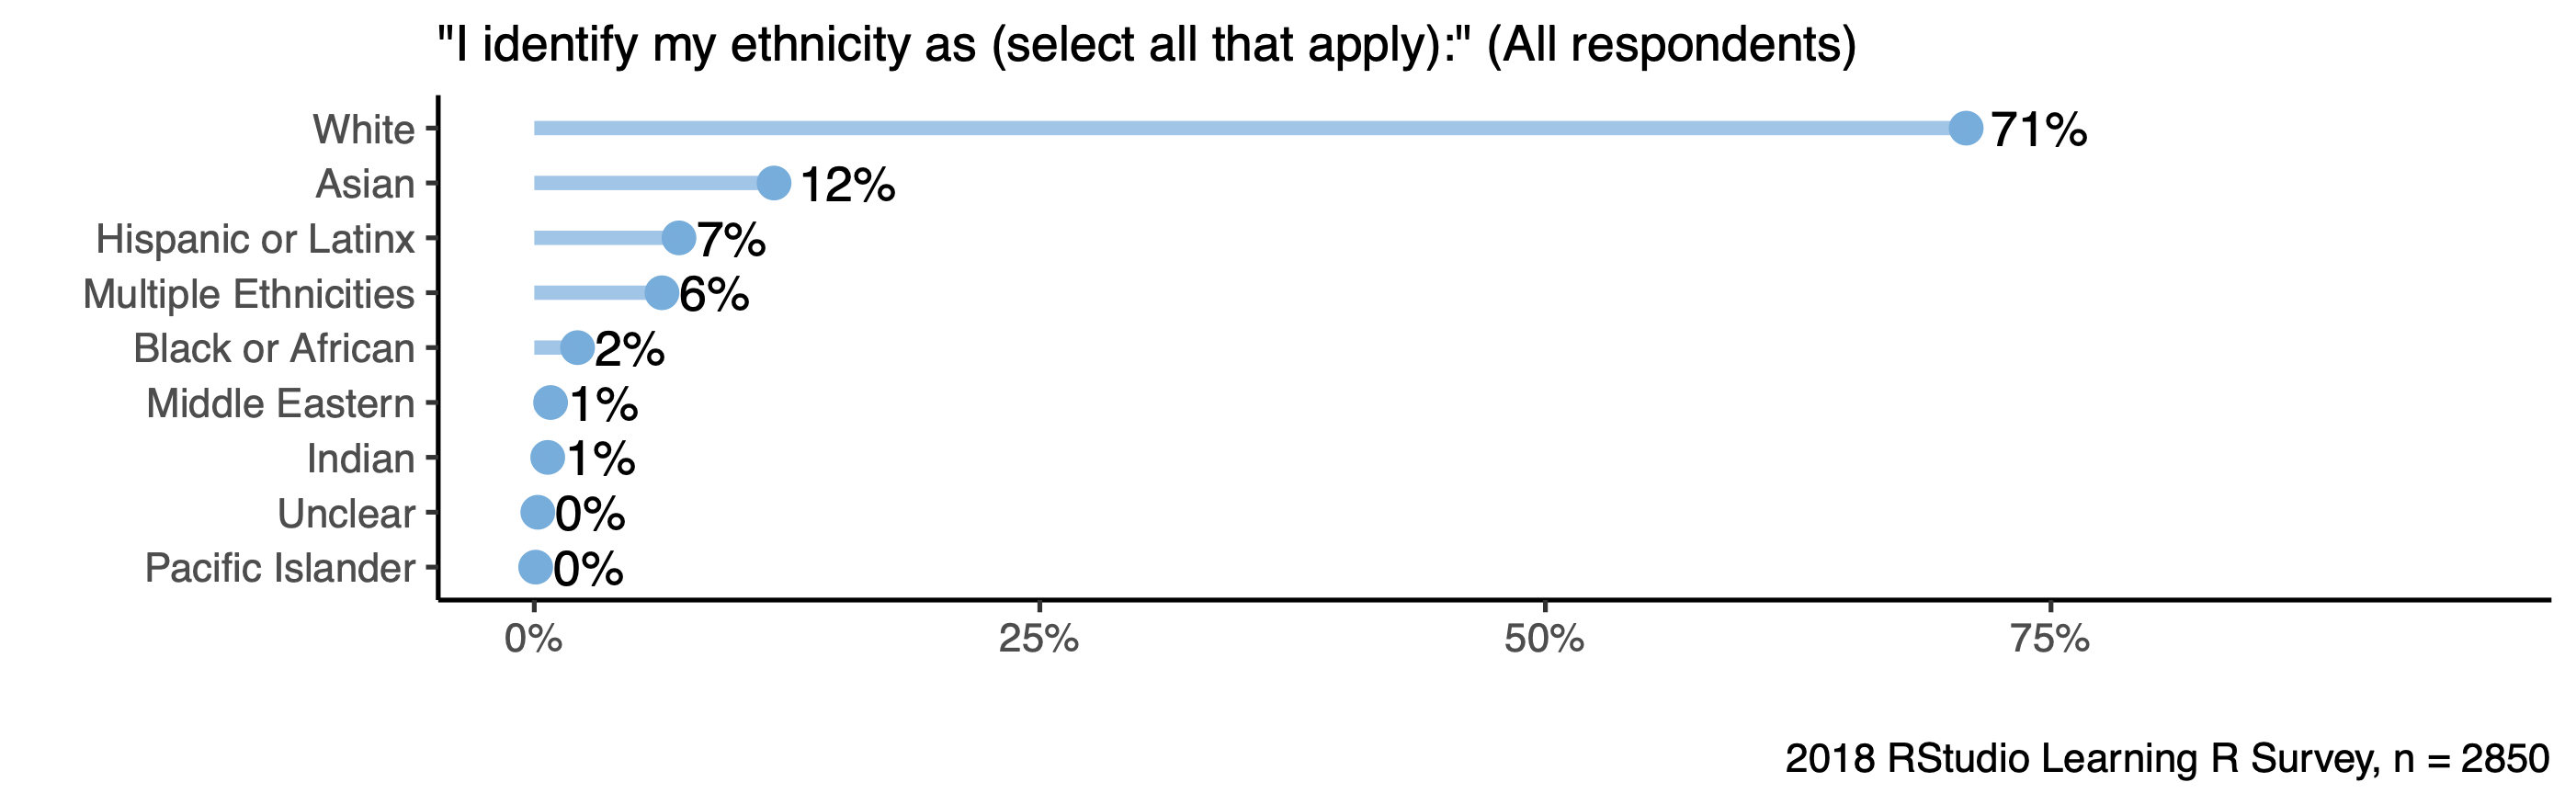 "I identify my ethnicity as (select all that apply):" (All respondents)
White 71%
Asian 12%
Hispanic or Latinx 7%
Multiple Ethnicities 6%
Black or African 2%
Middle Eastern 1%
Indian 1%
Unclear 0%
Pacific Islander 0%
0% 25% 50% 75%
2018 RStudio Learning R Survey, n = 2850